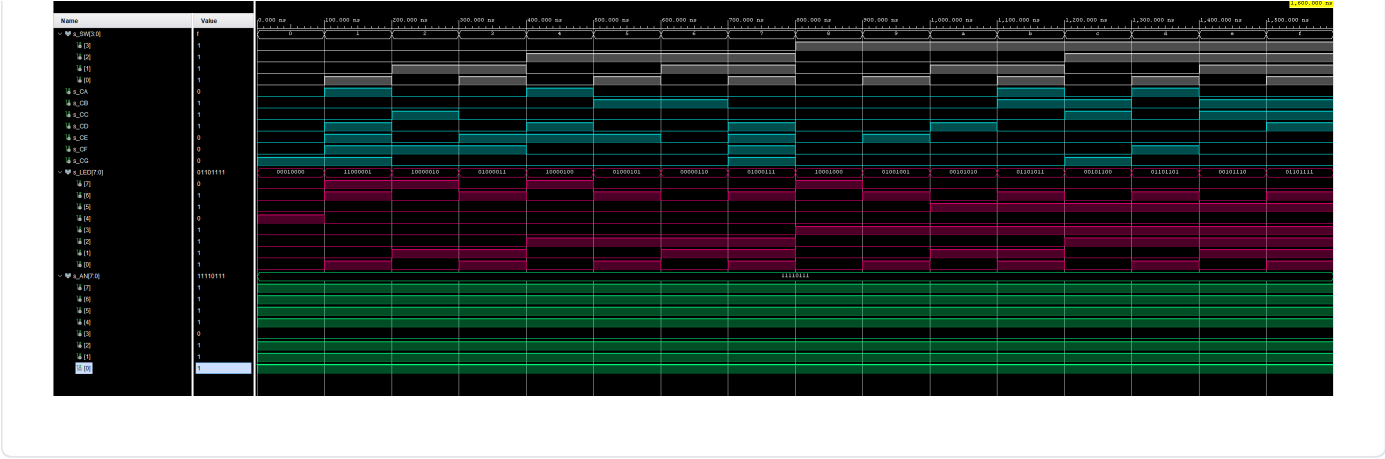 1,600.000 ns
Name Value 0.000 ns 100.000 ns 200.000 ns 300.000 ns 400.000 ns 500.000 ns 600.000 ns 700.000 ns 800.000 ns 900.000 ns 1,000.000 ns 1,100.000 ns 1,200.000 ns 1,300.000 ns 1,400.000 ns 1,500.000 ns
s_SW[3:0] f 0 1 2 3 4 5 6 7 8 9 a b c d e f
[3] 1
[2] 1
[1] 1
[0] 1
s_CA 0
s_CB 1
s_CC 1
s_CD 1
s_CE 0
s_CF 0
s_CG 0
s_LED[7:0] 01101111 00010000 11000001 10000010 01000011 10000100 01000101 00000110 01000111 10001000 01001001 00101010 01101011 00101100 01101101 00101110 01101111
[7] 0
[6] 1
[5] 1
[4] 0
[3] 1
[2] 1
[1] 1
[0] 1
s_AN[7:0] 11110111 11110111
[7] 1
[6] 1
[5] 1
[4] 1
[3] 0
[2] 1
[1] 1
[0] 1